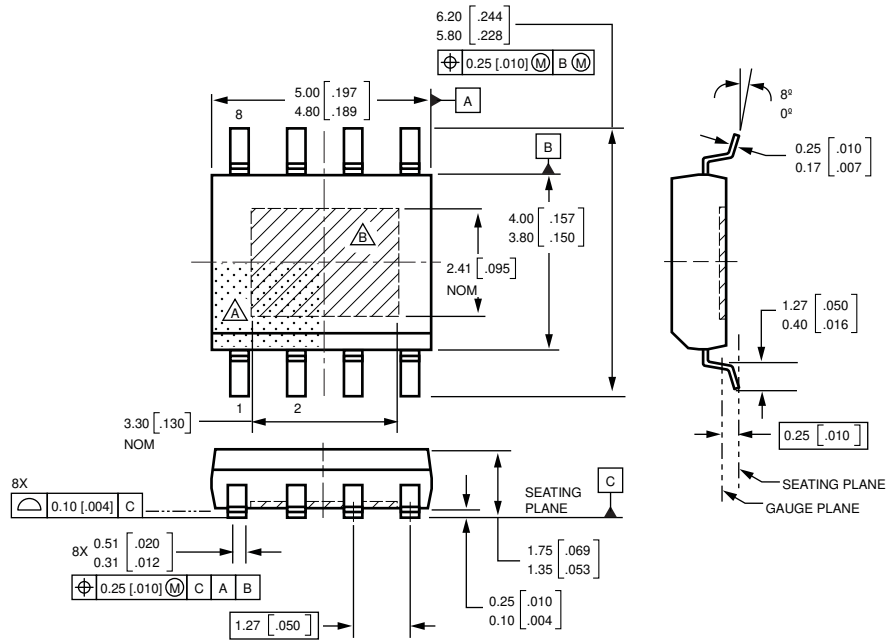 6.20 [.244
5.80 .228]
⌖ 0.25 [.010] Ⓜ B Ⓜ
5.00 [.197
4.80 .189]
A
8
B
8º
0º
0.25 [.010
0.17 .007]
4.00 [.157
3.80 .150]
B
2.41 [.095]
NOM
A
1.27 [.050
0.40 .016]
1
2
3.30 [.130]
NOM
0.25 [.010]
SEATING PLANE
GAUGE PLANE
8X
⌓ 0.10 [.004] C
SEATING
PLANE
C
8X 0.51 [.020
0.31 .012]
⌖ 0.25 [.010] Ⓜ C A B
1.75 [.069
1.35 .053]
0.25 [.010
0.10 .004]
1.27 [.050]